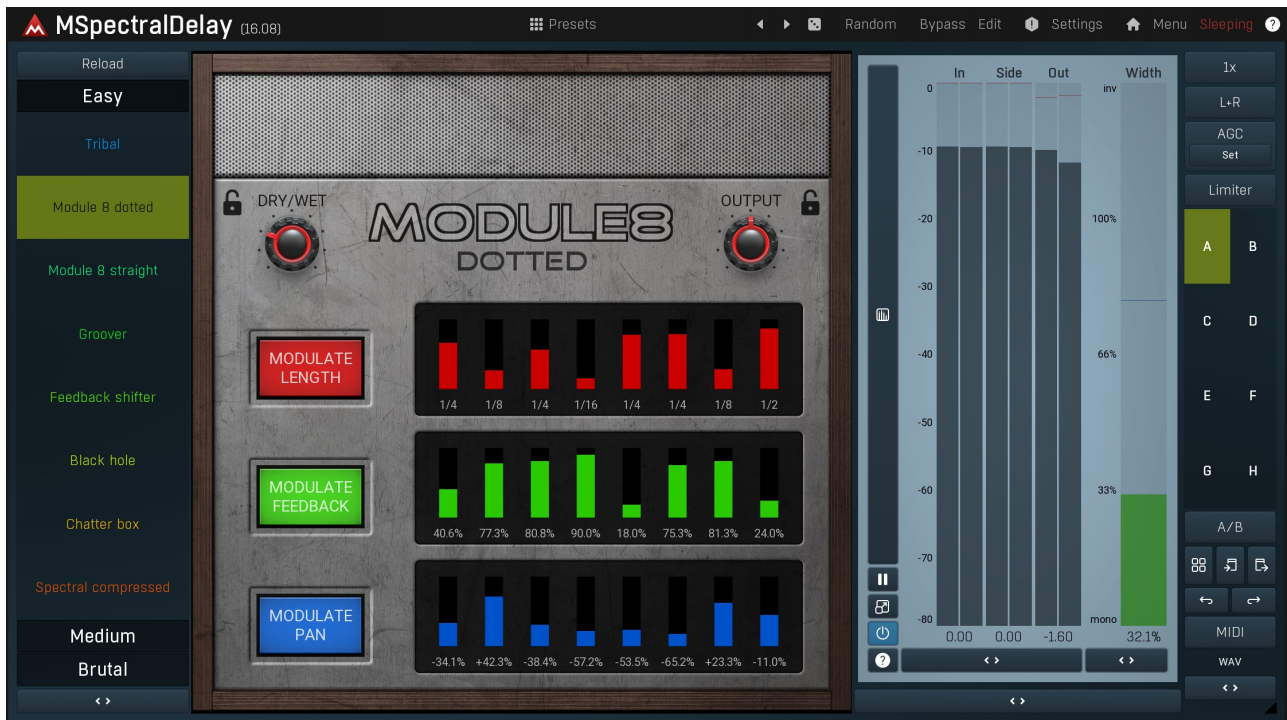 MSpectralDelay (16.08)
Presets
Random
Bypass
Edit
Settings
Menu
Sleeping
?
Reload
Easy
Tribal
Module 8 dotted
Module 8 straight
Groover
Feedback shifter
Black hole
Chatter box
Spectral compressed
Medium
Brutal
DRY/WET
MODULE8
DOTTED
OUTPUT
MODULATE
LENGTH
1/4 1/8 1/4 1/16 1/4 1/4 1/8 1/2
MODULATE
FEEDBACK
40.6% 77.3% 80.8% 90.0% 18.0% 75.3% 81.3% 24.0%
MODULATE
PAN
-34.1% +42.3% -38.4% -57.2% -53.5% -65.2% +23.3% -11.0%
In Side Out Width
0
-10
-20
-30
-40
-50
-60
-70
-80
inv
100%
66%
33%
mono
0.00 0.00 -1.60 32.1%
?
1x
L+R
AGC
Set
Limiter
A B
C D
E F
G H
A/B
MIDI
WAV